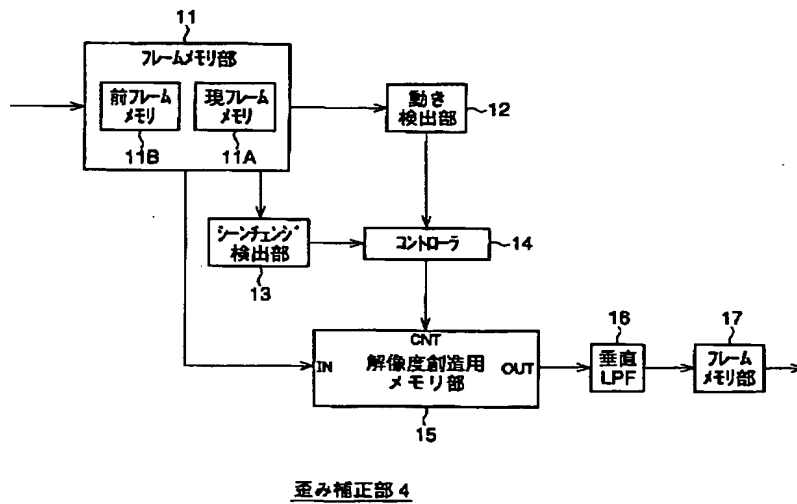 11
フレームメモリ部
前フレーム
メモリ
現フレーム
メモリ
11B
11A
動き
検出部
12
シーンチェンジ
検出部
13
コントローラ
14
CNT
IN
解像度創造用
メモリ部
OUT
15
16
垂直
LPF
17
フレーム
メモリ部
歪み補正部 4